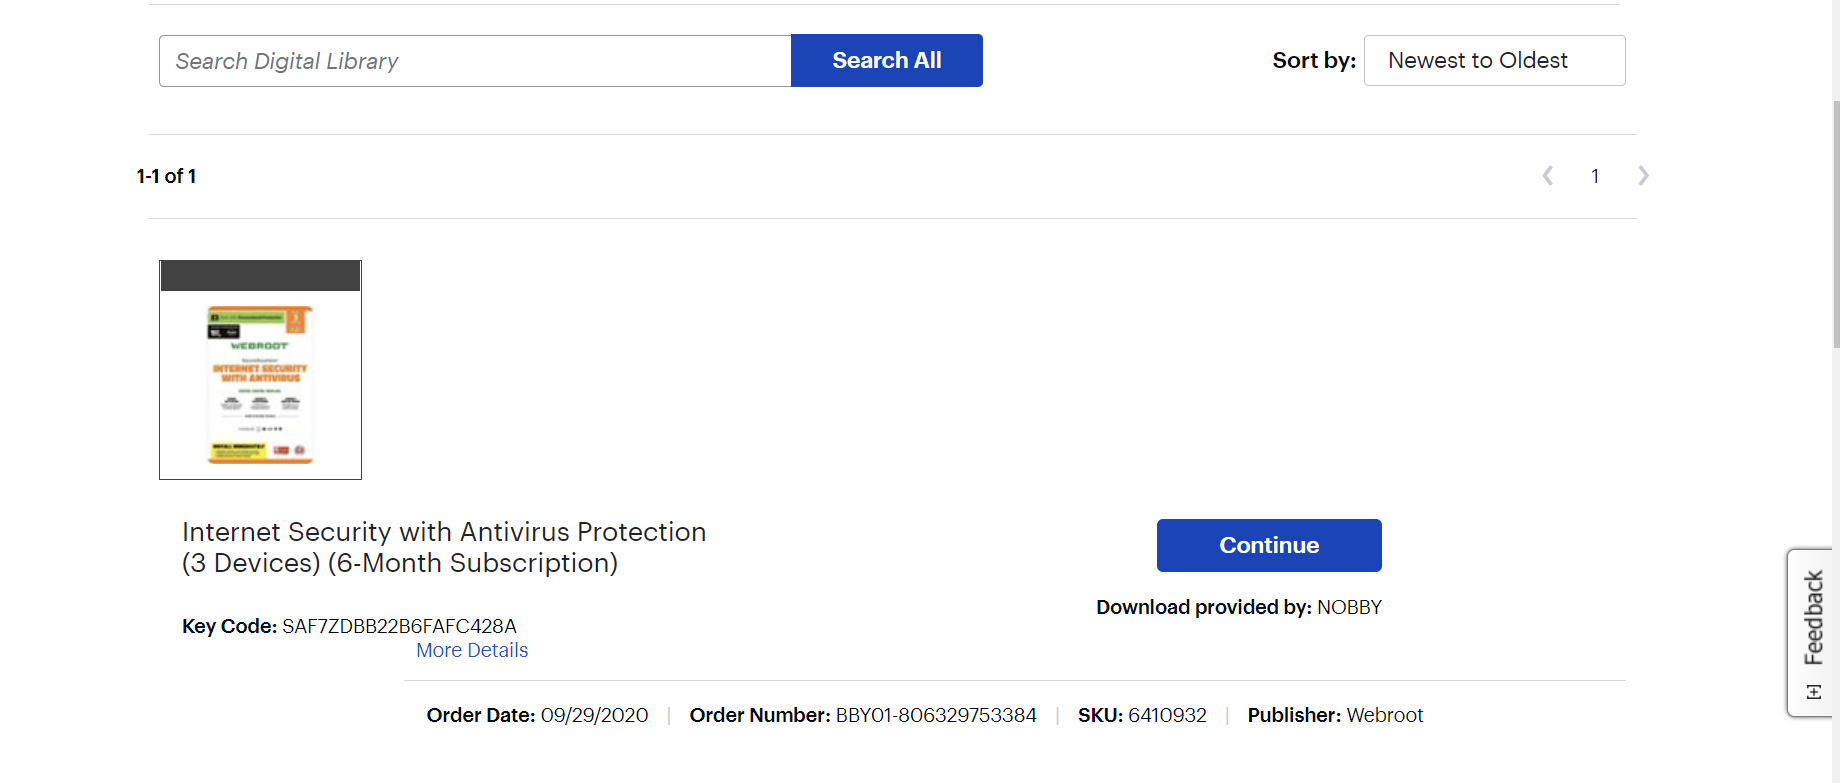 Search Digital Library
Search All
Sort by: Newest to Oldest
1-1 of 1
1
WEBROOT
INTERNET SECURITY
WITH ANTIVIRUS
Internet Security with Antivirus Protection
(3 Devices) (6-Month Subscription)
Continue
Download provided by: NOBBY
Key Code: SAF7ZDBB22B6FAFC428A
More Details
Order Date: 09/29/2020 | Order Number: BBY01-806329753384 | SKU: 6410932 | Publisher: Webroot
[+] Feedback